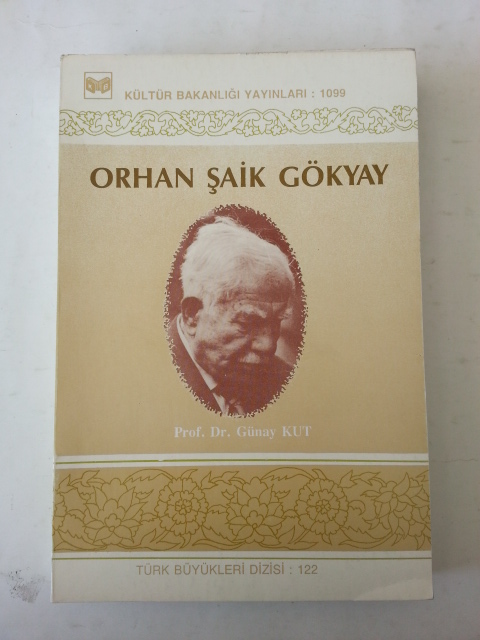 KÜLTÜR BAKANLIĞI YAYINLARI : 1099
ORHAN ŞAİK GÖKYAY
Prof. Dr. Günay KUT
TÜRK BÜYÜKLERİ DİZİSİ : 122